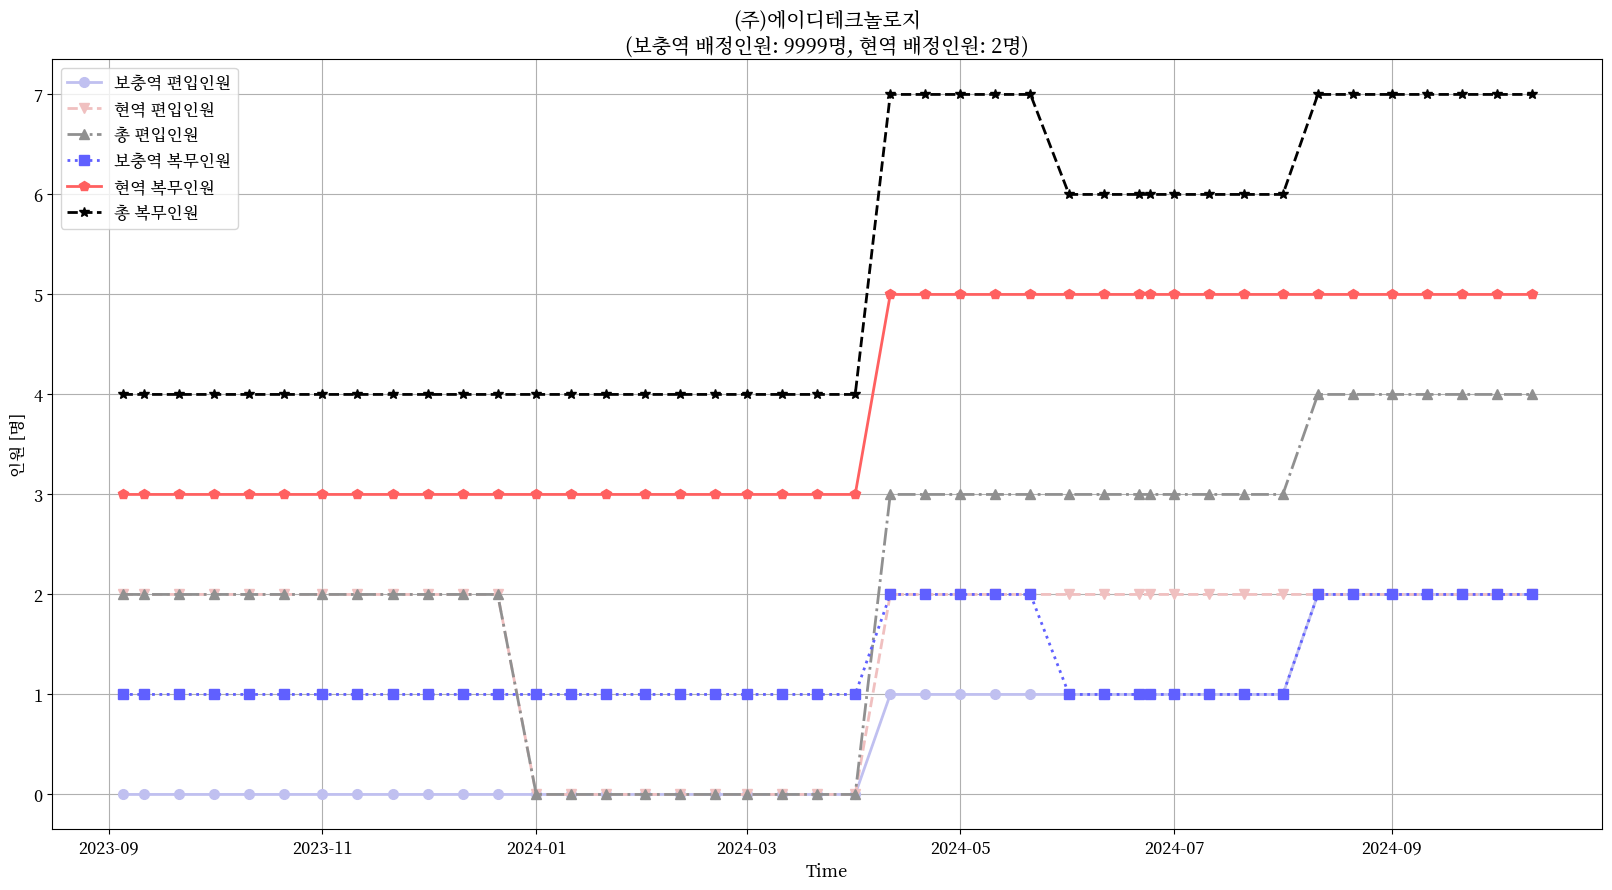 (주)에이디테크놀로지
(보충역 배정인원: 9999명, 현역 배정인원: 2명)
보충역 편입인원
현역 편입인원
총 편입인원
보충역 복무인원
현역 복무인원
총 복무인원
인원 [명]
7
6
5
4
3
2
1
0
2023-09
2023-11
2024-01
2024-03
2024-05
2024-07
2024-09
Time